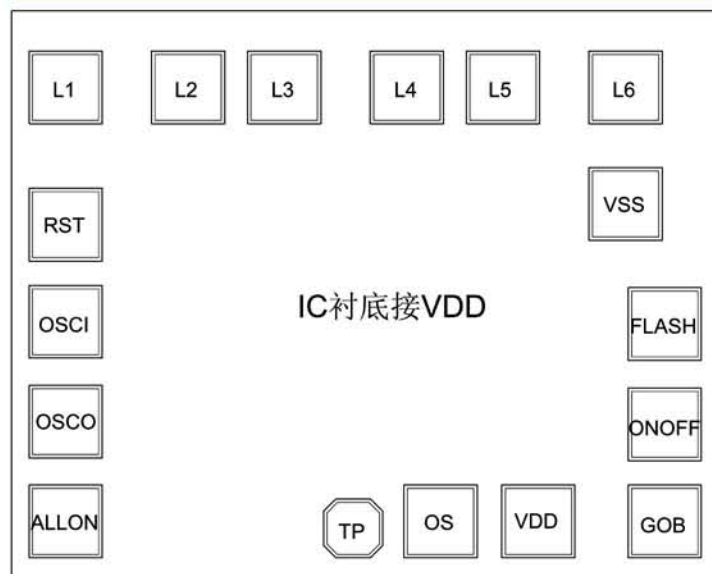 L1 L2 L3 L4 L5 L6
VSS
RST
IC衬底接VDD
OSCI
FLASH
OSCO
ONOFF
ALLON
TP
OS
VDD
GOB